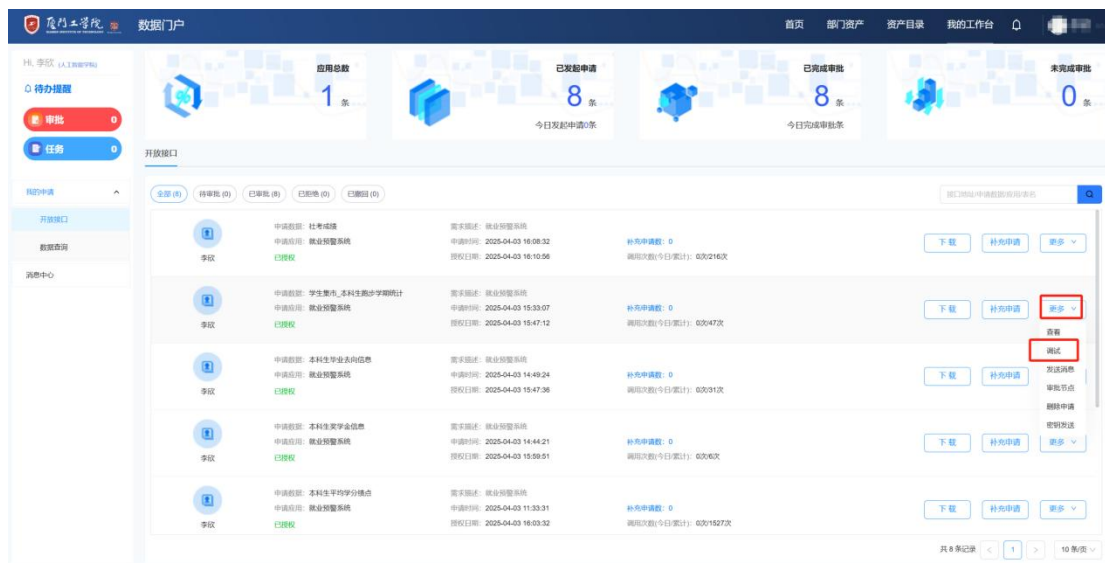 厦门工学院 数据门户 首页 部门资产 资产目录 我的工作台
Hi, 李欣 (人工智能学院)
待办提醒
审批 0
任务 0
我的申请
开放接口
数据查询
消息中心
应用总数
1 条
已发起申请
8 条
今日发起申请0条
已完成审批
8 条
今日完成审批条
未完成审批
0 条
开放接口
全部 (8) 待审批 (0) 已审批 (8) 已拒绝 (0) 已撤回 (0)
申请数据: 社考成绩 需求描述: 就业预警系统
申请应用: 就业预警系统 申请时间: 2025-04-03 16:08:32 补充申请数: 0 下载 补充申请 更多
李欣 已授权 授权日期: 2025-04-03 16:10:56 调用次数(今日/累计): 0次/216次
申请数据: 学生集市_本科生跑步学期统计 需求描述: 就业预警系统
申请应用: 就业预警系统 申请时间: 2025-04-03 15:33:07 补充申请数: 0 下载 补充申请 更多
李欣 已授权 授权日期: 2025-04-03 15:47:12 调用次数(今日/累计): 0次/47次
查看
调试
发送消息
审批节点
删除申请
密钥发送
申请数据: 本科生毕业去向信息 需求描述: 就业预警系统
申请应用: 就业预警系统 申请时间: 2025-04-03 14:49:24 补充申请数: 0 下载 补充申请
李欣 已授权 授权日期: 2025-04-03 15:47:36 调用次数(今日/累计): 0次/31次
申请数据: 本科生奖学金信息 需求描述: 就业预警系统
申请应用: 就业预警系统 申请时间: 2025-04-03 14:44:21 补充申请数: 0 下载 补充申请 更多
李欣 已授权 授权日期: 2025-04-03 15:59:51 调用次数(今日/累计): 0次/6次
申请数据: 本科生平均学分绩点 需求描述: 就业预警系统
申请应用: 就业预警系统 申请时间: 2025-04-03 11:33:31 补充申请数: 0 下载 补充申请 更多
李欣 已授权 授权日期: 2025-04-03 16:03:32 调用次数(今日/累计): 0次/1527次
共 8 条记录 1 10 条/页